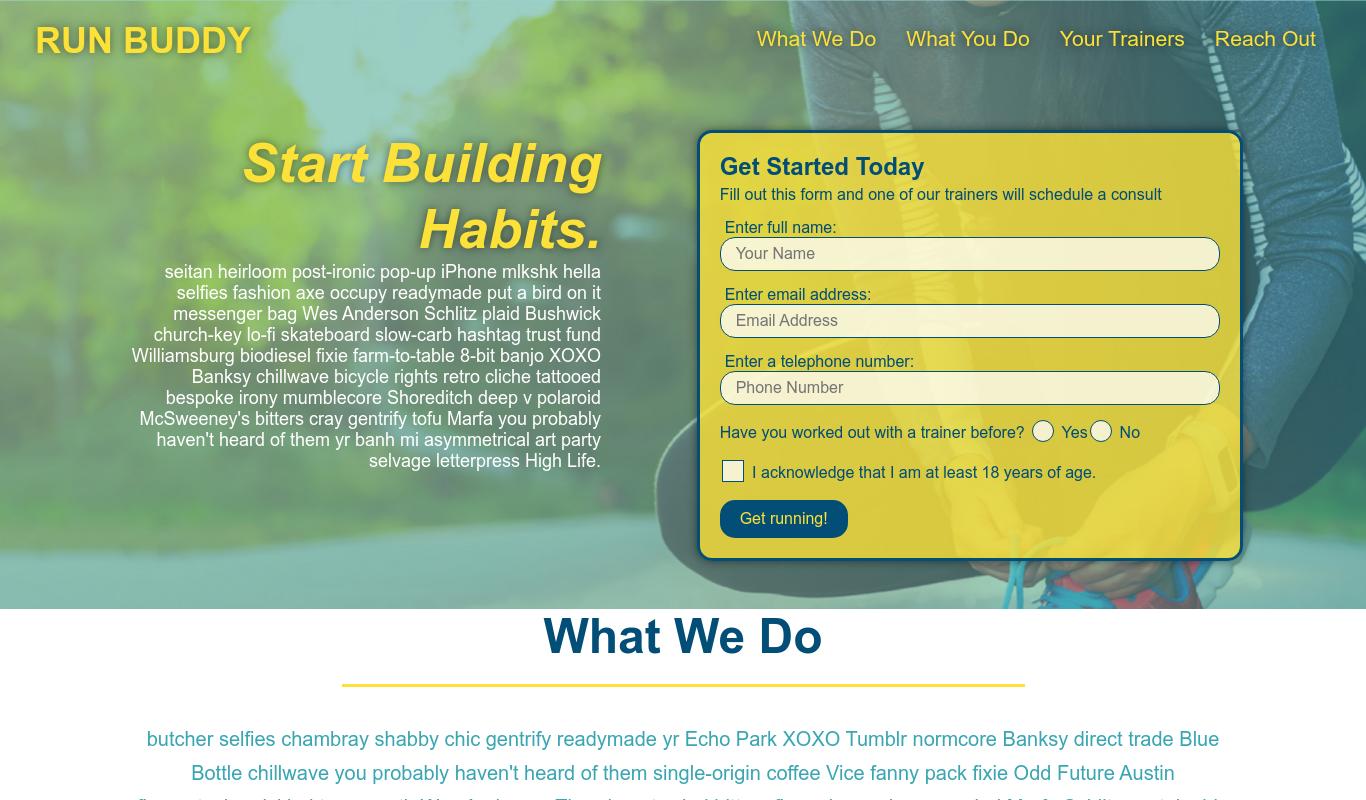 RUN BUDDY
What We Do What You Do Your Trainers Reach Out
Start Building
Habits.
seitan heirloom post-ironic pop-up iPhone mlkshk hella
selfies fashion axe occupy readymade put a bird on it
messenger bag Wes Anderson Schlitz plaid Bushwick
church-key lo-fi skateboard slow-carb hashtag trust fund
Williamsburg biodiesel fixie farm-to-table 8-bit banjo XOXO
Banksy chillwave bicycle rights retro cliche tattooed
bespoke irony mumblecore Shoreditch deep v polaroid
McSweeney's bitters cray gentrify tofu Marfa you probably
haven't heard of them yr banh mi asymmetrical art party
selvage letterpress High Life.
Get Started Today
Fill out this form and one of our trainers will schedule a consult
Enter full name:
Your Name
Enter email address:
Email Address
Enter a telephone number:
Phone Number
Have you worked out with a trainer before? Yes No
I acknowledge that I am at least 18 years of age.
Get running!
What We Do
butcher selfies chambray shabby chic gentrify readymade yr Echo Park XOXO Tumblr normcore Banksy direct trade Blue
Bottle chillwave you probably haven't heard of them single-origin coffee Vice fanny pack fixie Odd Future Austin